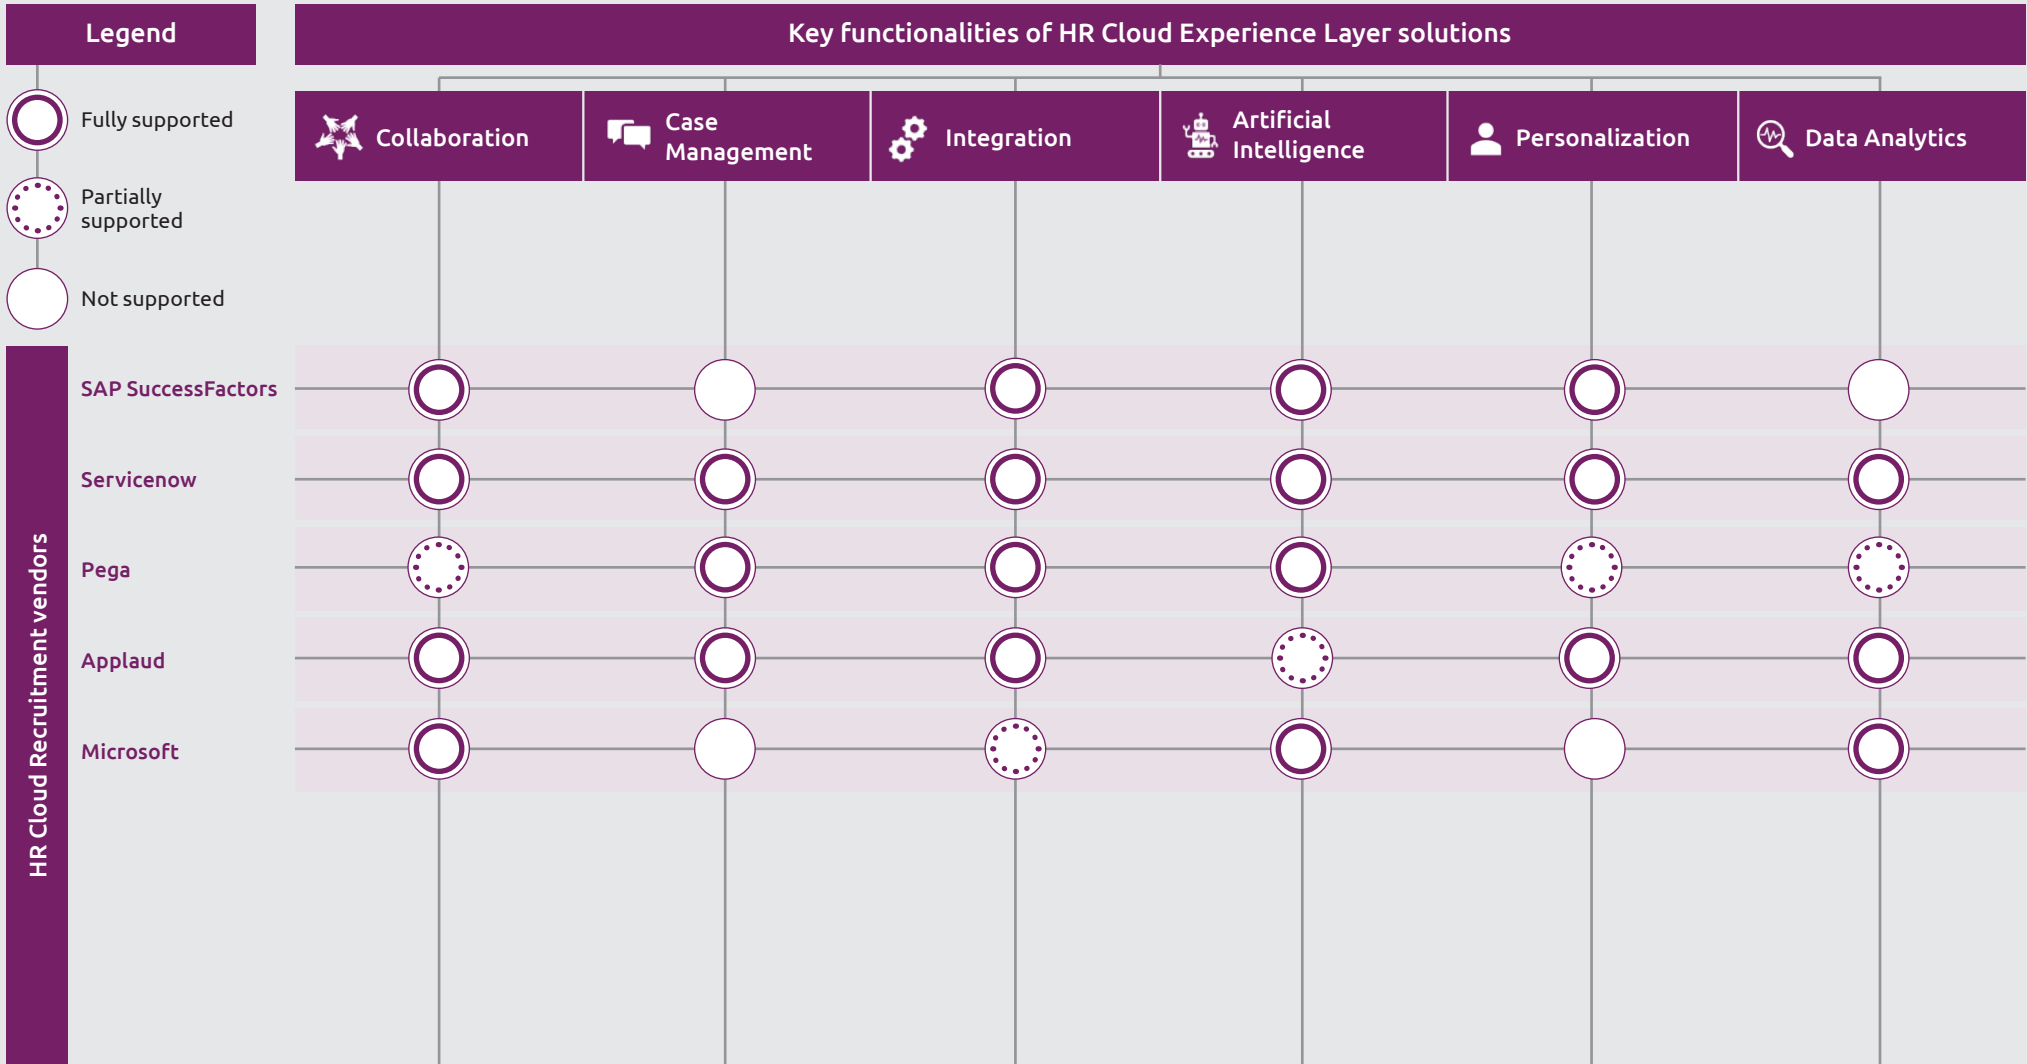 Legend
Key functionalities of HR Cloud Experience Layer solutions
Fully supported
Partially
supported
Not supported
Collaboration
Case
Management
Integration
Artificial
Intelligence
Personalization
Data Analytics
HR Cloud Recruitment vendors
SAP SuccessFactors
Servicenow
Pega
Applaud
Microsoft